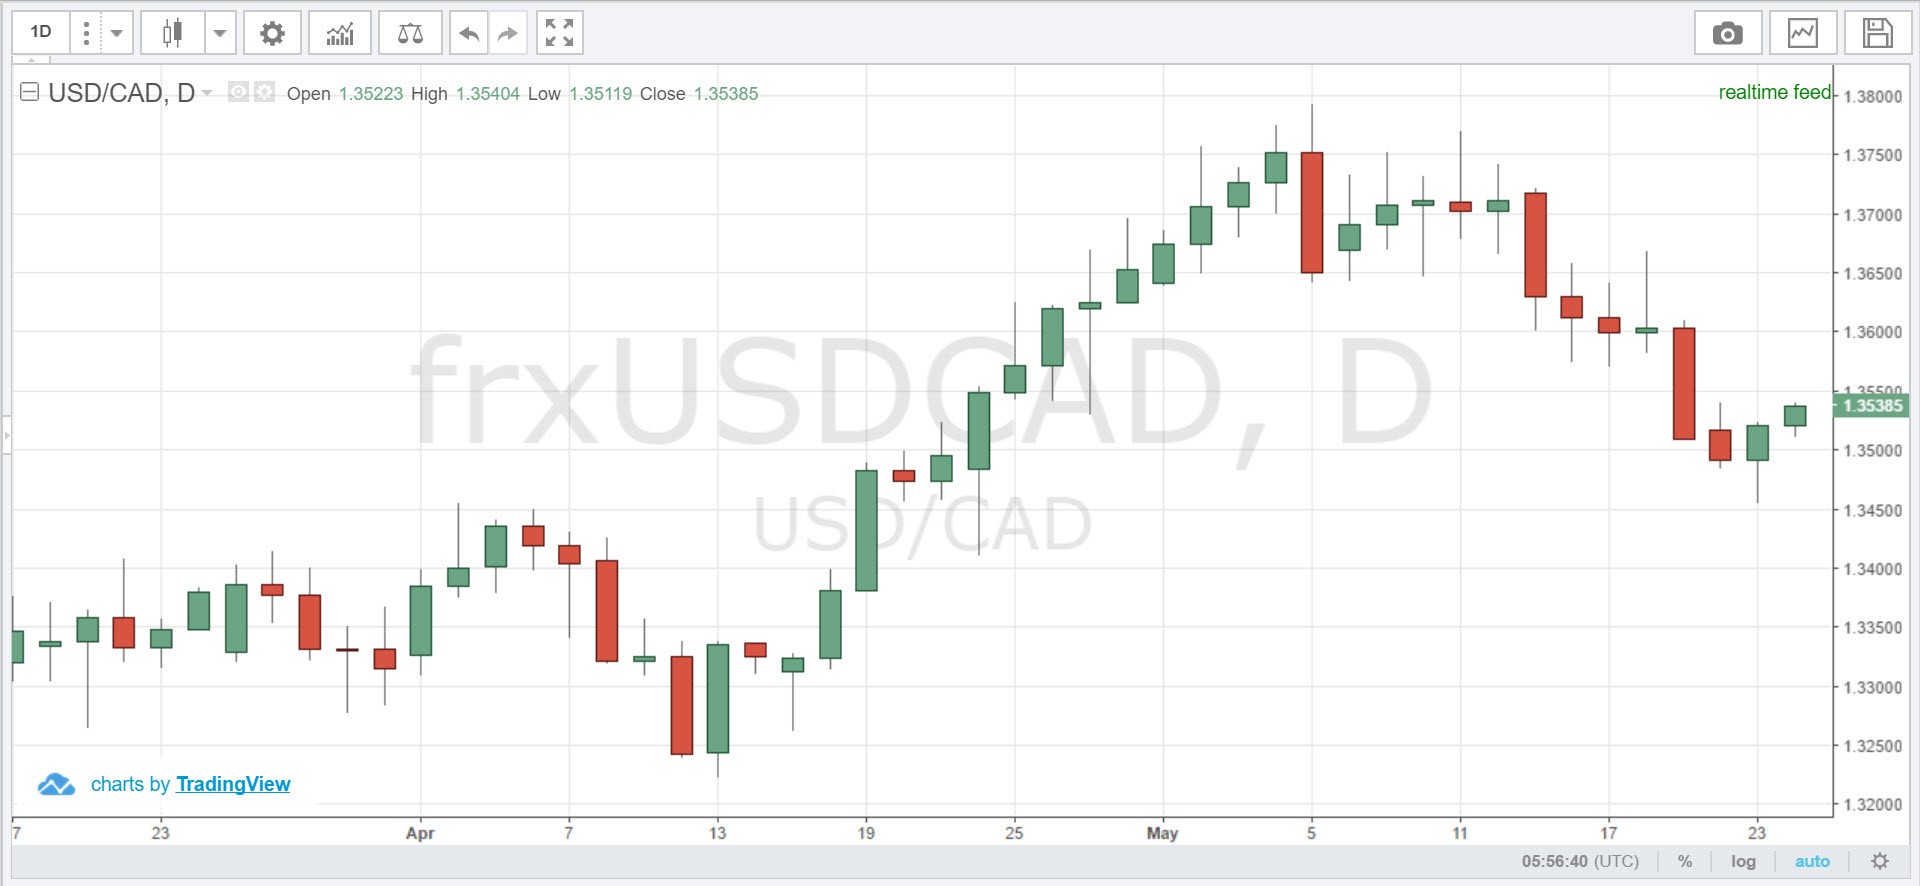 1D
USD/CAD, D Open 1.35223 High 1.35404 Low 1.35119 Close 1.35385
realtime feed
1.38000
1.37500
1.37000
1.36500
1.36000
1.35500
1.35385
1.35000
1.34500
1.34000
1.33500
1.33000
1.32500
1.32000
frxUSDCAD, D
USD/CAD
charts by TradingView
7 23 Apr 7 13 19 25 May 5 11 17 23
05:56:40 (UTC) % log auto